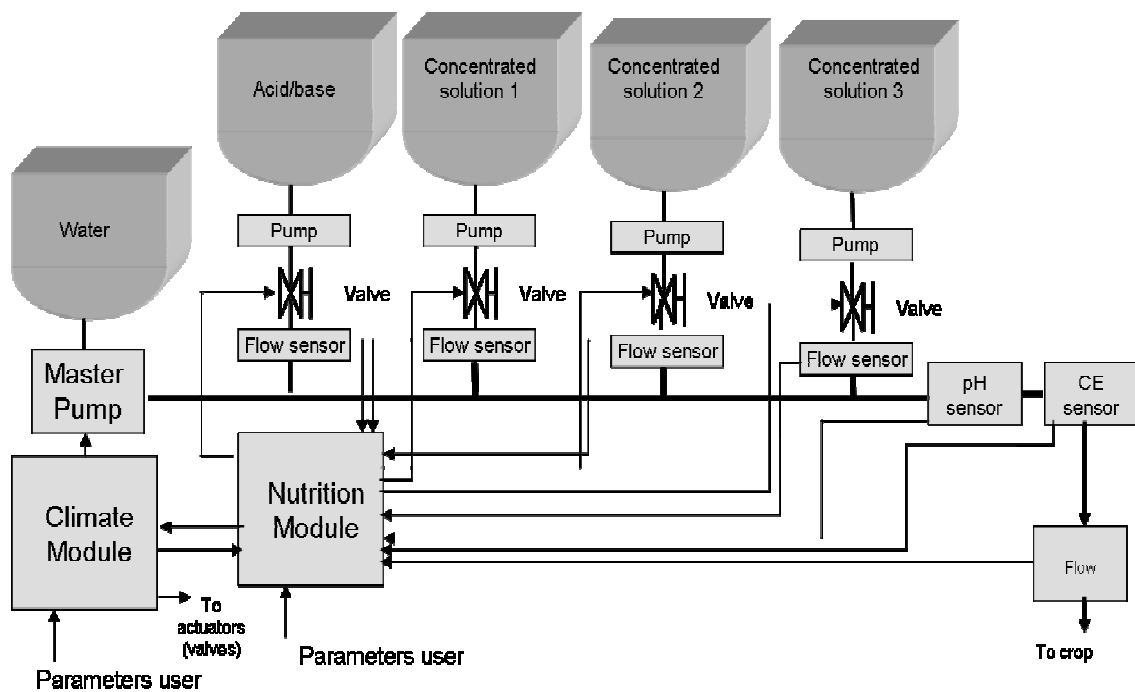 Acid/base
Concentrated
solution 1
Concentrated
solution 2
Concentrated
solution 3
Water
Pump
Pump
Pump
Pump
Valve
Valve
Valve
Valve
Flow sensor
Flow sensor
Flow sensor
Flow sensor
Master
Pump
pH
sensor
CE
sensor
Climate
Module
Nutrition
Module
Flow
To
actuators
(valves)
To crop
Parameters user
Parameters user